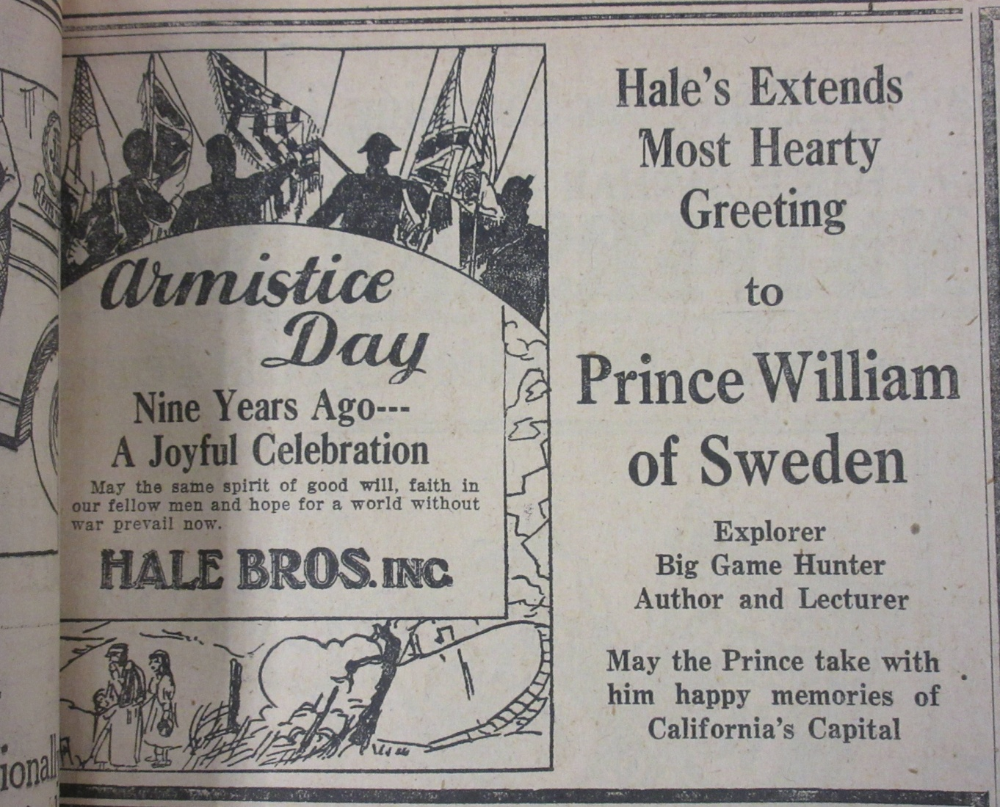 Armistice
Day
Nine Years Ago---
A Joyful Celebration
May the same spirit of good will, faith in
our fellow men and hope for a world without
war prevail now.
HALE BROS. INC.
Hale's Extends
Most Hearty
Greeting
to
Prince William
of Sweden
Explorer
Big Game Hunter
Author and Lecturer
May the Prince take with
him happy memories of
California's Capital